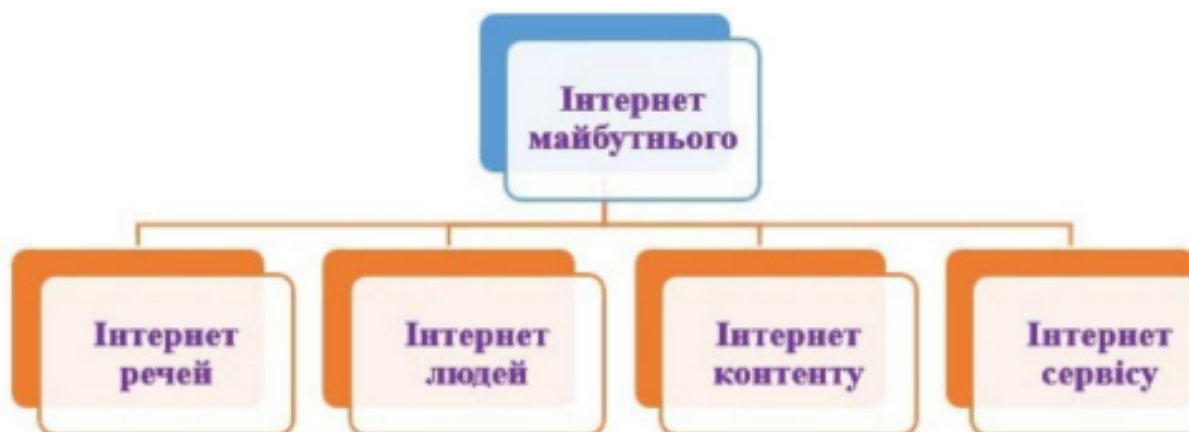 Інтернет
майбутнього
Інтернет
речей
Інтернет
людей
Інтернет
контенту
Інтернет
сервісу